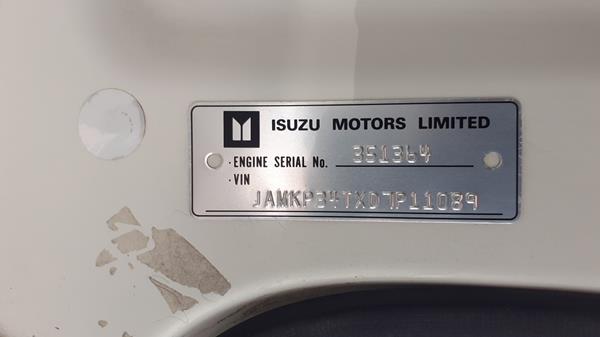 ISUZU MOTORS LIMITED
· ENGINE SERIAL No. 351364
· VIN
JAMKP34TXD7P11089